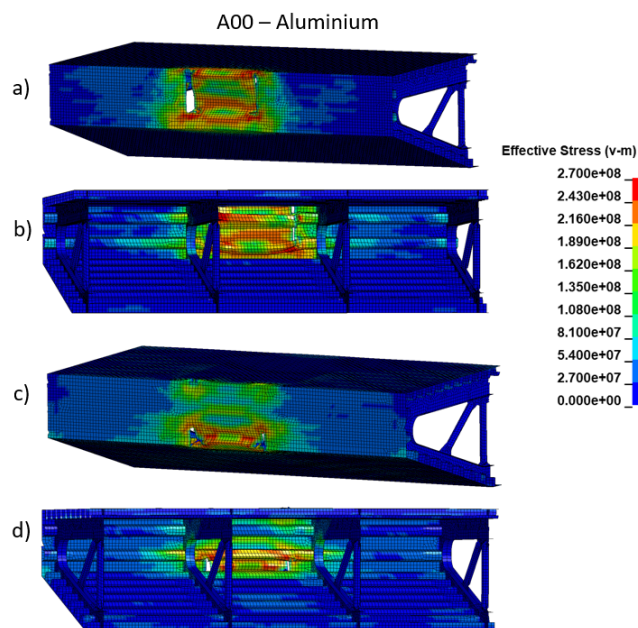 A00 – Aluminium
a)
b)
c)
d)
Effective Stress (v-m)
2.700e+08
2.430e+08
2.160e+08
1.890e+08
1.620e+08
1.350e+08
1.080e+08
8.100e+07
5.400e+07
2.700e+07
0.000e+00